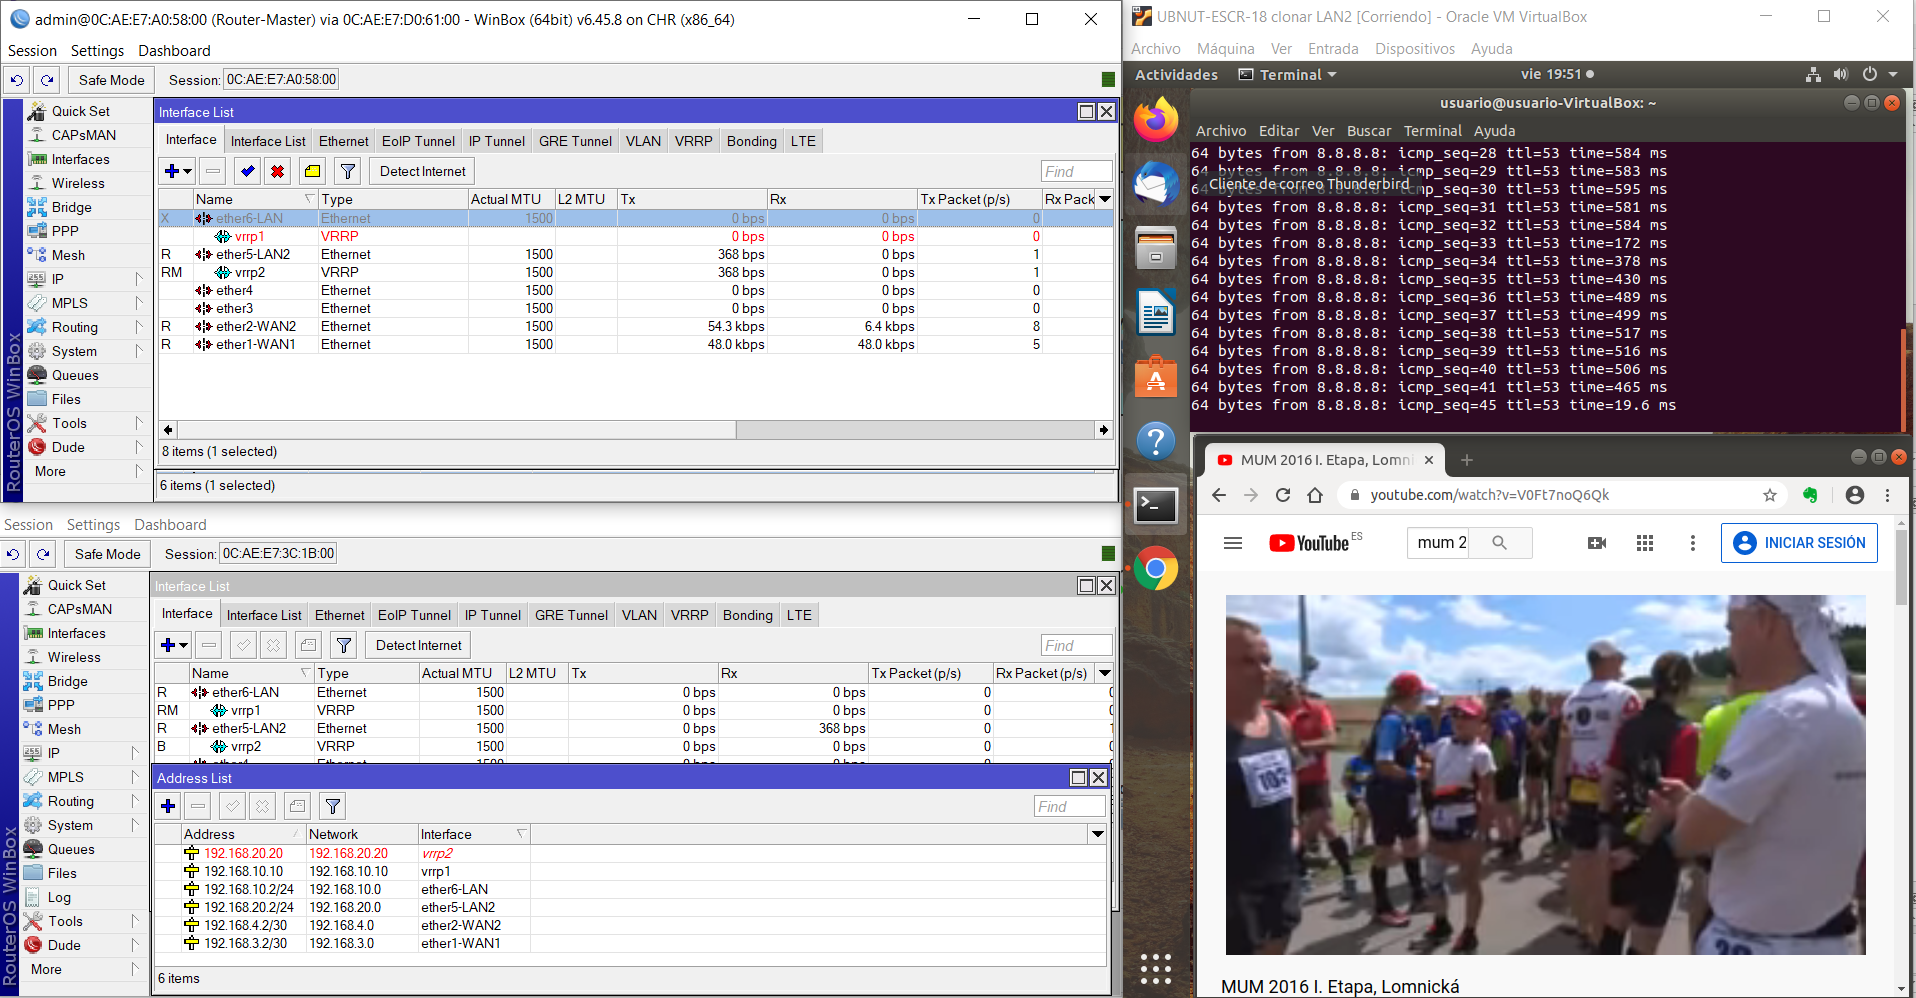 admin@0C:AE:E7:A0:58:00 (Router-Master) via 0C:AE:E7:D0:61:00 - WinBox (64bit) v6.45.8 on CHR (x86_64)
Session Settings Dashboard
Safe Mode Session: 0C:AE:E7:A0:58:00
RouterOS WinBox
Quick Set
CAPsMAN
Interfaces
Wireless
Bridge
PPP
Mesh
IP
MPLS
Routing
System
Queues
Files
Tools
Dude
More
Interface List
Interface Interface List Ethernet EoIP Tunnel IP Tunnel GRE Tunnel VLAN VRRP Bonding LTE
Detect Internet Find
Name Type Actual MTU L2 MTU Tx Rx Tx Packet (p/s) Rx Pack
X ether6-LAN Ethernet 1500 0 bps 0 bps 0
vrrp1 VRRP 0 bps 0 bps 0
R ether5-LAN2 Ethernet 1500 368 bps 0 bps 1
RM vrrp2 VRRP 1500 368 bps 0 bps 1
ether4 Ethernet 1500 0 bps 0 bps 0
ether3 Ethernet 1500 0 bps 0 bps 0
R ether2-WAN2 Ethernet 1500 54.3 kbps 6.4 kbps 8
R ether1-WAN1 Ethernet 1500 48.0 kbps 48.0 kbps 5
8 items (1 selected)
6 items (1 selected)
Session Settings Dashboard
Safe Mode Session: 0C:AE:E7:3C:1B:00
RouterOS WinBox
Quick Set
CAPsMAN
Interfaces
Wireless
Bridge
PPP
Mesh
IP
MPLS
Routing
System
Queues
Files
Log
Tools
Dude
More
Interface List
Interface Interface List Ethernet EoIP Tunnel IP Tunnel GRE Tunnel VLAN VRRP Bonding LTE
Detect Internet Find
Name Type Actual MTU L2 MTU Tx Rx Tx Packet (p/s) Rx Packet (p/s)
R ether6-LAN Ethernet 1500 0 bps 0 bps 0
RM vrrp1 VRRP 1500 0 bps 0 bps 0
R ether5-LAN2 Ethernet 1500 0 bps 368 bps 0
B vrrp2 VRRP 1500 0 bps 0 bps 0
Address List
Find
Address Network Interface
192.168.20.20 192.168.20.20 vrrp2
192.168.10.10 192.168.10.10 vrrp1
192.168.10.2/24 192.168.10.0 ether6-LAN
192.168.20.2/24 192.168.20.0 ether5-LAN2
192.168.4.2/30 192.168.4.0 ether2-WAN2
192.168.3.2/30 192.168.3.0 ether1-WAN1
6 items
UBNUT-ESCR-18 clonar LAN2 [Corriendo] - Oracle VM VirtualBox
Archivo Máquina Ver Entrada Dispositivos Ayuda
Actividades Terminal vie 19:51
usuario@usuario-VirtualBox: ~
Archivo Editar Ver Buscar Terminal Ayuda
64 bytes from 8.8.8.8: icmp_seq=28 ttl=53 time=584 ms
64 bytes from 8.8.8.8: icmp_seq=29 ttl=53 time=583 ms
Cliente de correo Thunderbird
64 bytes from 8.8.8.8: icmp_seq=30 ttl=53 time=595 ms
64 bytes from 8.8.8.8: icmp_seq=31 ttl=53 time=581 ms
64 bytes from 8.8.8.8: icmp_seq=32 ttl=53 time=584 ms
64 bytes from 8.8.8.8: icmp_seq=33 ttl=53 time=172 ms
64 bytes from 8.8.8.8: icmp_seq=34 ttl=53 time=378 ms
64 bytes from 8.8.8.8: icmp_seq=35 ttl=53 time=430 ms
64 bytes from 8.8.8.8: icmp_seq=36 ttl=53 time=489 ms
64 bytes from 8.8.8.8: icmp_seq=37 ttl=53 time=499 ms
64 bytes from 8.8.8.8: icmp_seq=38 ttl=53 time=517 ms
64 bytes from 8.8.8.8: icmp_seq=39 ttl=53 time=516 ms
64 bytes from 8.8.8.8: icmp_seq=40 ttl=53 time=506 ms
64 bytes from 8.8.8.8: icmp_seq=41 ttl=53 time=465 ms
64 bytes from 8.8.8.8: icmp_seq=45 ttl=53 time=19.6 ms
MUM 2016 I. Etapa, Lomni
youtube.com/watch?v=V0Ft7noQ6Qk
YouTube ES mum 2 INICIAR SESIÓN
MUM 2016 I. Etapa, Lomnická